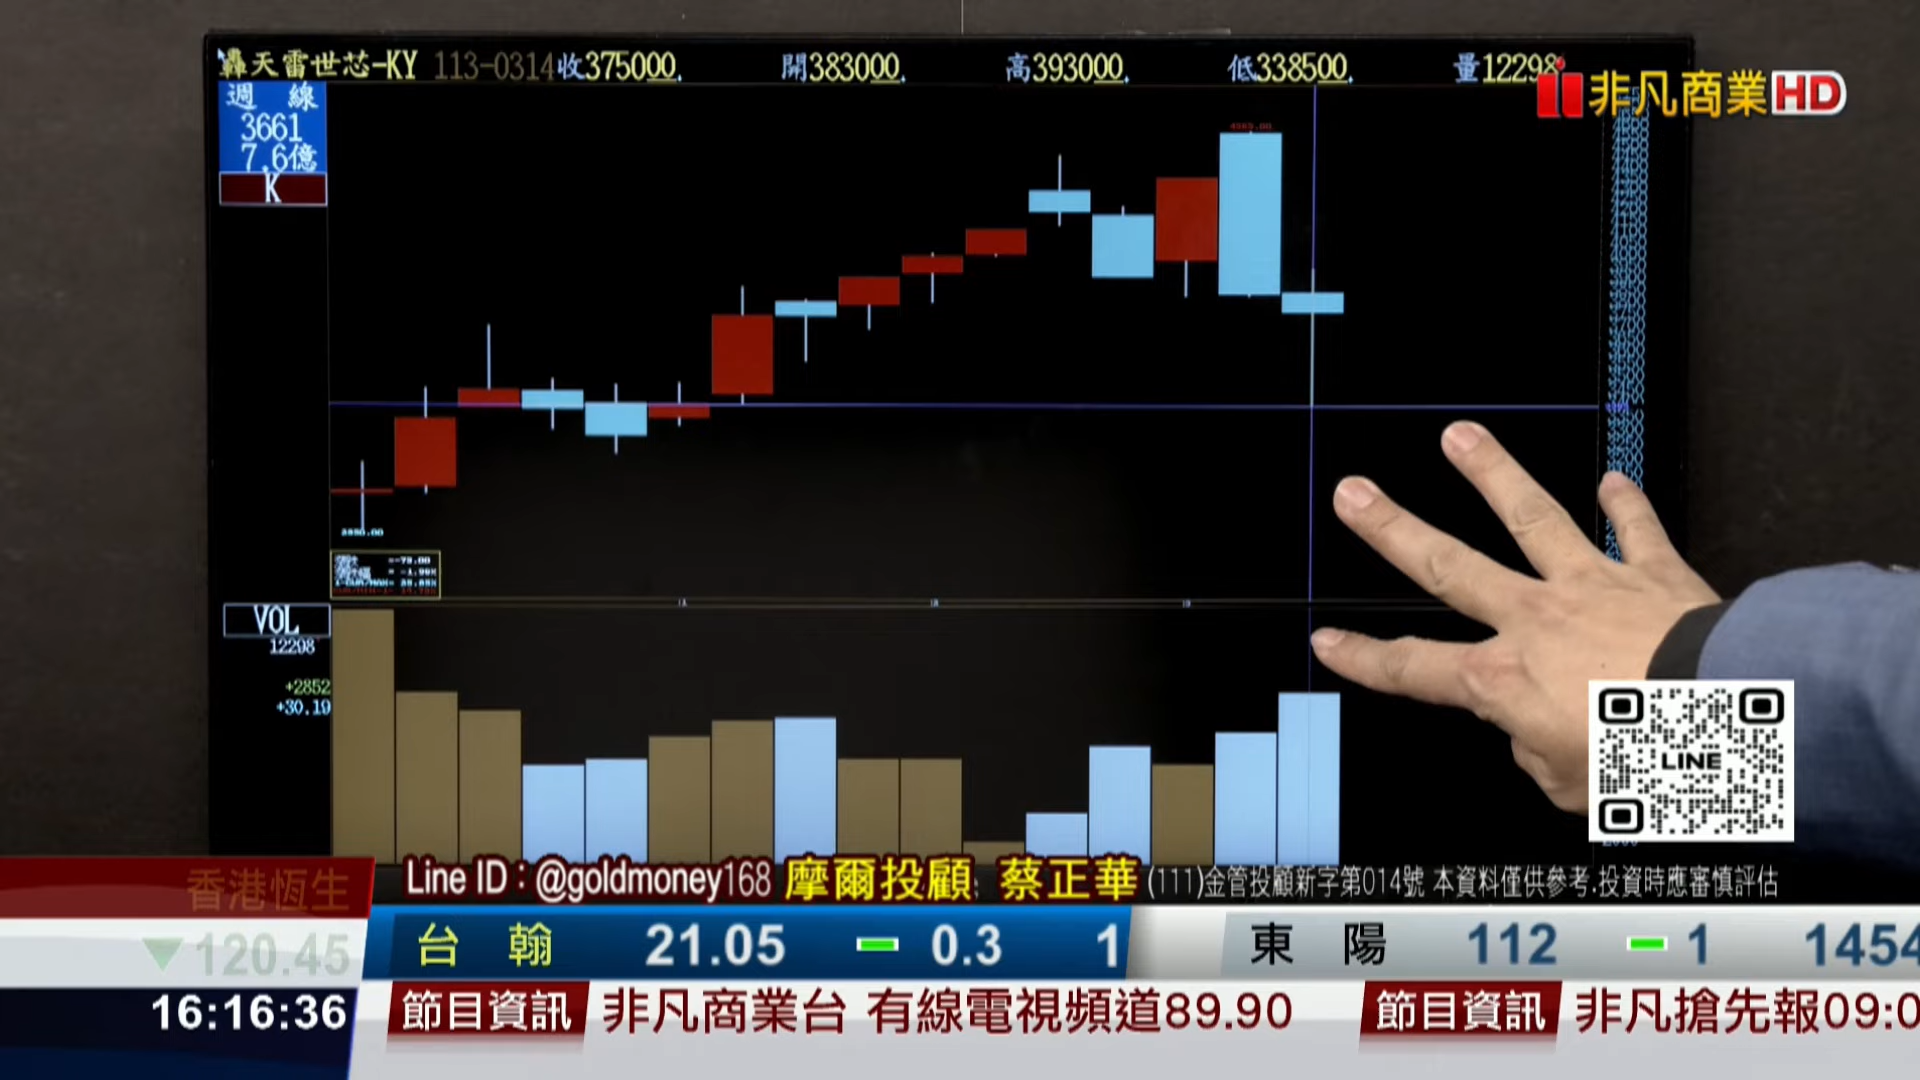 轟天雷世芯-KY 113-0314收375000. 開383000. 高393000. 低338500. 量12298
非凡商業HD
週 線
3661
7.6億
K
4565.00
VOL
12298
+2852
+30.19
LINE
Line ID：@goldmoney168 摩爾投顧；蔡正華 (111)金管投顧新字第014號 本資料僅供參考.投資時應審慎評估
香港恆生
▼120.45
台 翰 21.05 0.3 1
東 陽 112 1 1454
16:16:36
節目資訊 非凡商業台 有線電視頻道89.90
節目資訊 非凡搶先報09:0